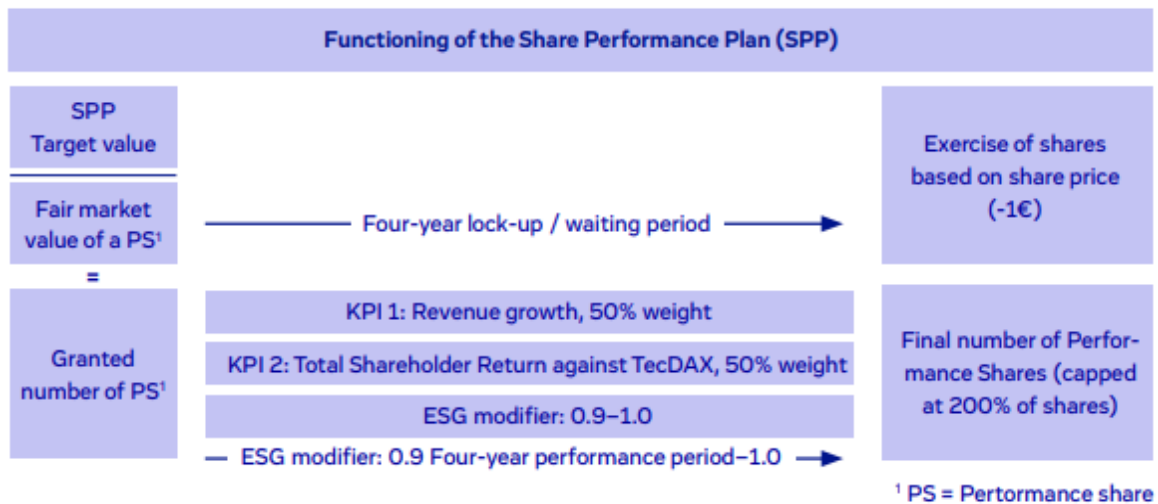 Functioning of the Share Performance Plan (SPP)
SPP
Target value
Fair market
value of a PS¹
=
Granted
number of PS¹
Four-year lock-up / waiting period
KPI 1: Revenue growth, 50% weight
KPI 2: Total Shareholder Return against TecDAX, 50% weight
ESG modifier: 0.9–1.0
ESG modifier: 0.9 Four-year performance period–1.0
Exercise of shares
based on share price
(-1€)
Final number of Perfor-
mance Shares (capped
at 200% of shares)
¹ PS = Pertormance share